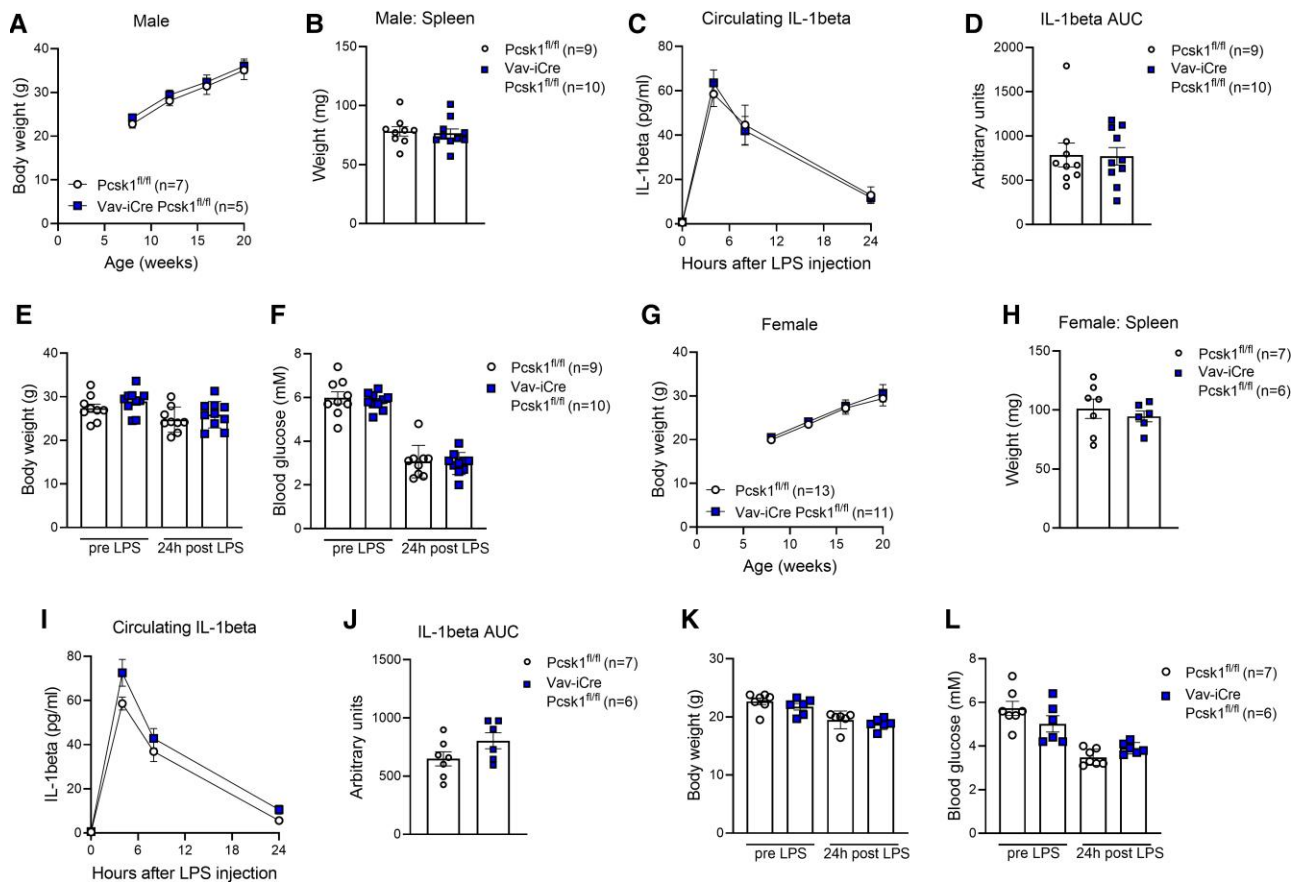 A
Male
Body weight (g)
40
30
20
10
0
Pcsk1fl/fl (n=7)
Vav-iCre Pcsk1fl/fl (n=5)
0 4 8 12 16 20
Age (weeks)
B
Male: Spleen
Weight (mg)
150
100
50
0
Pcsk1fl/fl (n=9)
Vav-iCre
Pcsk1fl/fl (n=10)
C
Circulating IL-1beta
IL-1beta (pg/ml)
80
60
40
20
0
0 6 12 18 24
Hours after LPS injection
D
IL-1beta AUC
Arbitrary units
2000
1500
1000
500
0
Pcsk1fl/fl (n=9)
Vav-iCre
Pcsk1fl/fl (n=10)
E
Body weight (g)
40
30
20
10
0
pre LPS 24h post LPS
F
Blood glucose (mM)
8
6
4
2
0
pre LPS 24h post LPS
Pcsk1fl/fl (n=9)
Vav-iCre
Pcsk1fl/fl (n=10)
G
Female
Body weight (g)
40
30
20
10
0
Pcsk1fl/fl (n=13)
Vav-iCre Pcsk1fl/fl (n=11)
0 4 8 12 16 20
Age (weeks)
H
Female: Spleen
Weight (mg)
150
100
50
0
Pcsk1fl/fl (n=7)
Vav-iCre
Pcsk1fl/fl (n=6)
I
Circulating IL-1beta
IL-1beta (pg/ml)
80
60
40
20
0
0 6 12 18 24
Hours after LPS injection
J
IL-1beta AUC
Arbitrary units
1500
1000
500
0
Pcsk1fl/fl (n=7)
Vav-iCre
Pcsk1fl/fl (n=6)
K
Body weight (g)
30
20
10
0
pre LPS 24h post LPS
L
Blood glucose (mM)
8
6
4
2
0
pre LPS 24h post LPS
Pcsk1fl/fl (n=7)
Vav-iCre
Pcsk1fl/fl (n=6)